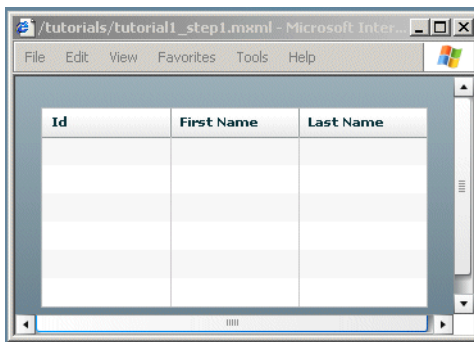 /tutorials/tutorial1_step1.mxml - Microsoft Inter...
File Edit View Favorites Tools Help
Id First Name Last Name